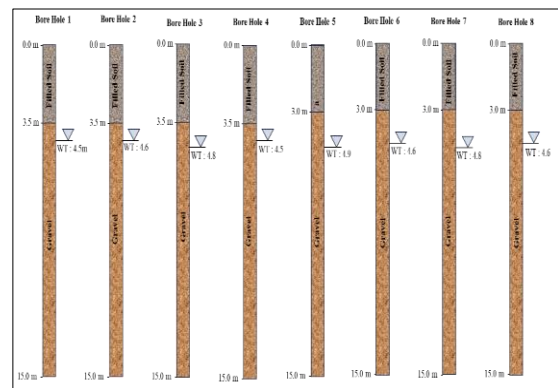 Bore Hole 1
Bore Hole 2
Bore Hole 3
Bore Hole 4
Bore Hole 5
Bore Hole 6
Bore Hole 7
Bore Hole 8
0.0 m
0.0 m
0.0 m
0.0 m
0.0 m
0.0 m
0.0 m
0.0 m
Filled Soil
Filled Soil
Filled Soil
Filled Soil
Filled Soil
Filled Soil
Filled Soil
3.5 m
3.5 m
3.5 m
3.5 m
3.0 m
3.0 m
3.0 m
3.0 m
WT : 4.5m
WT : 4.6
WT : 4.8
WT : 4.5
WT : 4.9
WT : 4.6
WT : 4.8
WT : 4.6
Gravel
Gravel
Gravel
Gravel
Gravel
Gravel
Gravel
Gravel
15.0 m
15.0 m
15.0 m
15.0 m
15.0 m
15.0 m
15.0 m
15.0 m